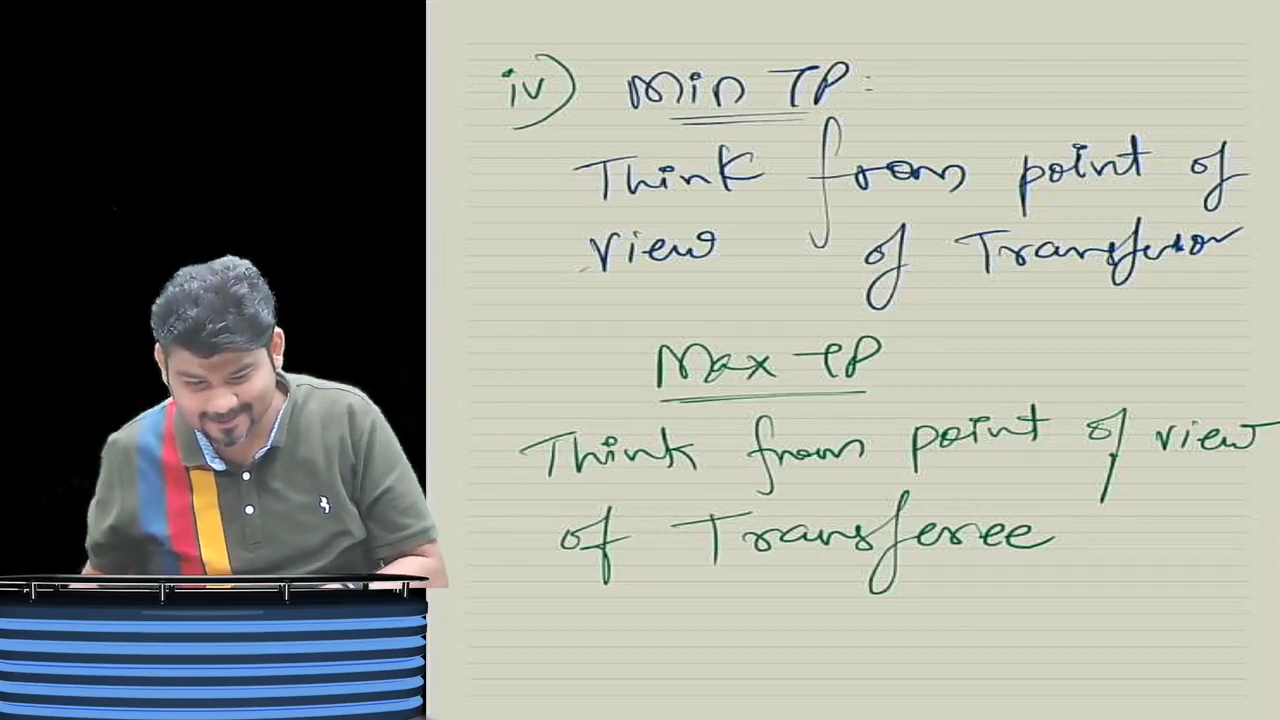 iv) Min TP:
Think from point of
view of Transferor
Max TP
Think from point of view
of Transferee